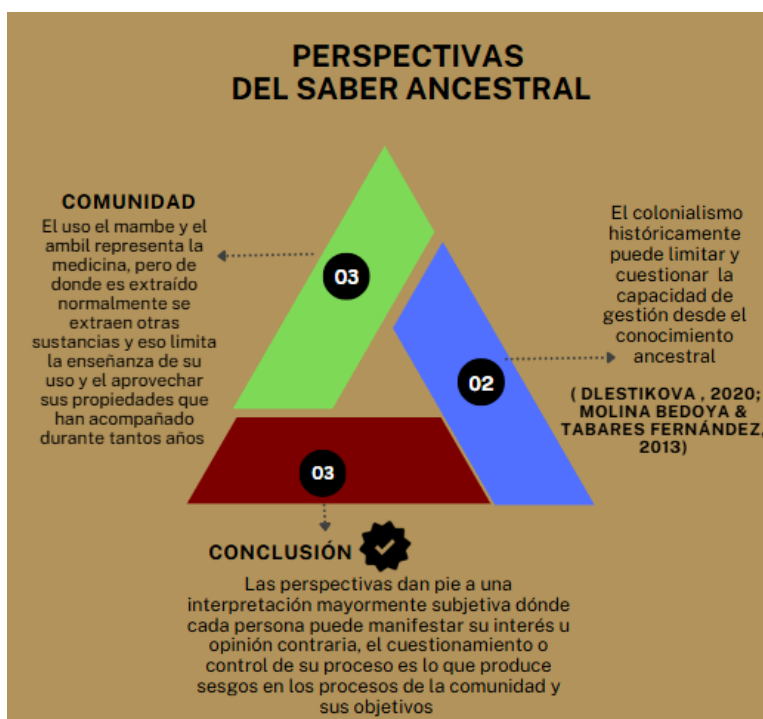 PERSPECTIVAS
DEL SABER ANCESTRAL
COMUNIDAD
El uso el mambe y el
ambil representa la
medicina, pero de
donde es extraído
normalmente se
extraen otras
sustancias y eso limita
la enseñanza de su
uso y el aprovechar
sus propiedades que
han acompañado
durante tantos años
03
El colonialismo
históricamente
puede limitar y
cuestionar la
capacidad de
gestión desde el
conocimiento
ancestral
( DLESTIKOVA , 2020;
MOLINA BEDOYA &
TABARES FERNÁNDEZ,
2013)
02
03
CONCLUSIÓN
Las perspectivas dan pie a una
interpretación mayormente subjetiva dónde
cada persona puede manifestar su interés u
opinión contraria, el cuestionamiento o
control de su proceso es lo que produce
sesgos en los procesos de la comunidad y
sus objetivos